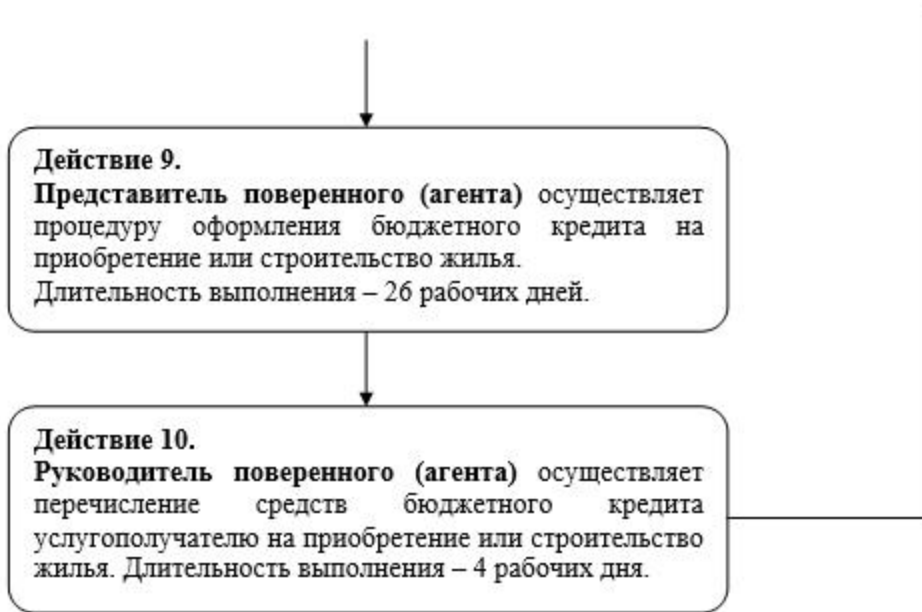 Действие 9.
Представитель поверенного (агента) осуществляет
процедуру оформления бюджетного кредита на
приобретение или строительство жилья.
Длительность выполнения – 26 рабочих дней.
Действие 10.
Руководитель поверенного (агента) осуществляет
перечисление средств бюджетного кредита
услугополучателю на приобретение или строительство
жилья. Длительность выполнения – 4 рабочих дня.